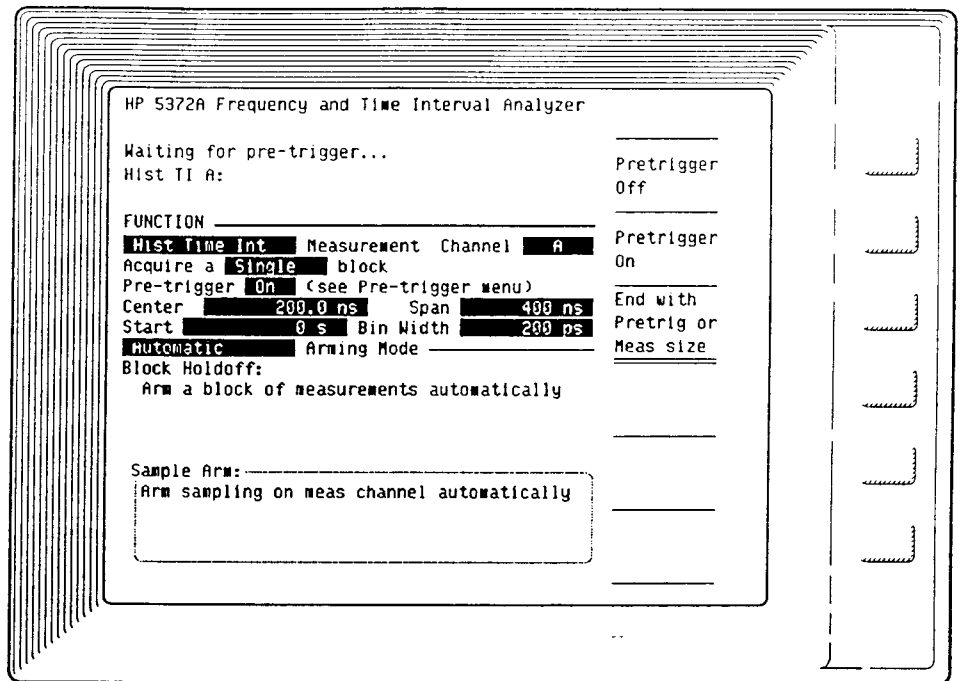 HP 5372A Frequency and Time Interval Analyzer
Waiting for pre-trigger...
Hist TI A:
FUNCTION
Hist Time Int Measurement Channel A
Acquire a Single block
Pre-trigger On (see Pre-trigger menu)
Center 200.0 ns Span 400 ns
Start 0 s Bin Width 200 ps
Automatic Arming Mode
Block Holdoff:
Arm a block of measurements automatically
Sample Arm:
Arm sampling on meas channel automatically
Pretrigger
Off
Pretrigger
On
End with
Pretrig or
Meas size